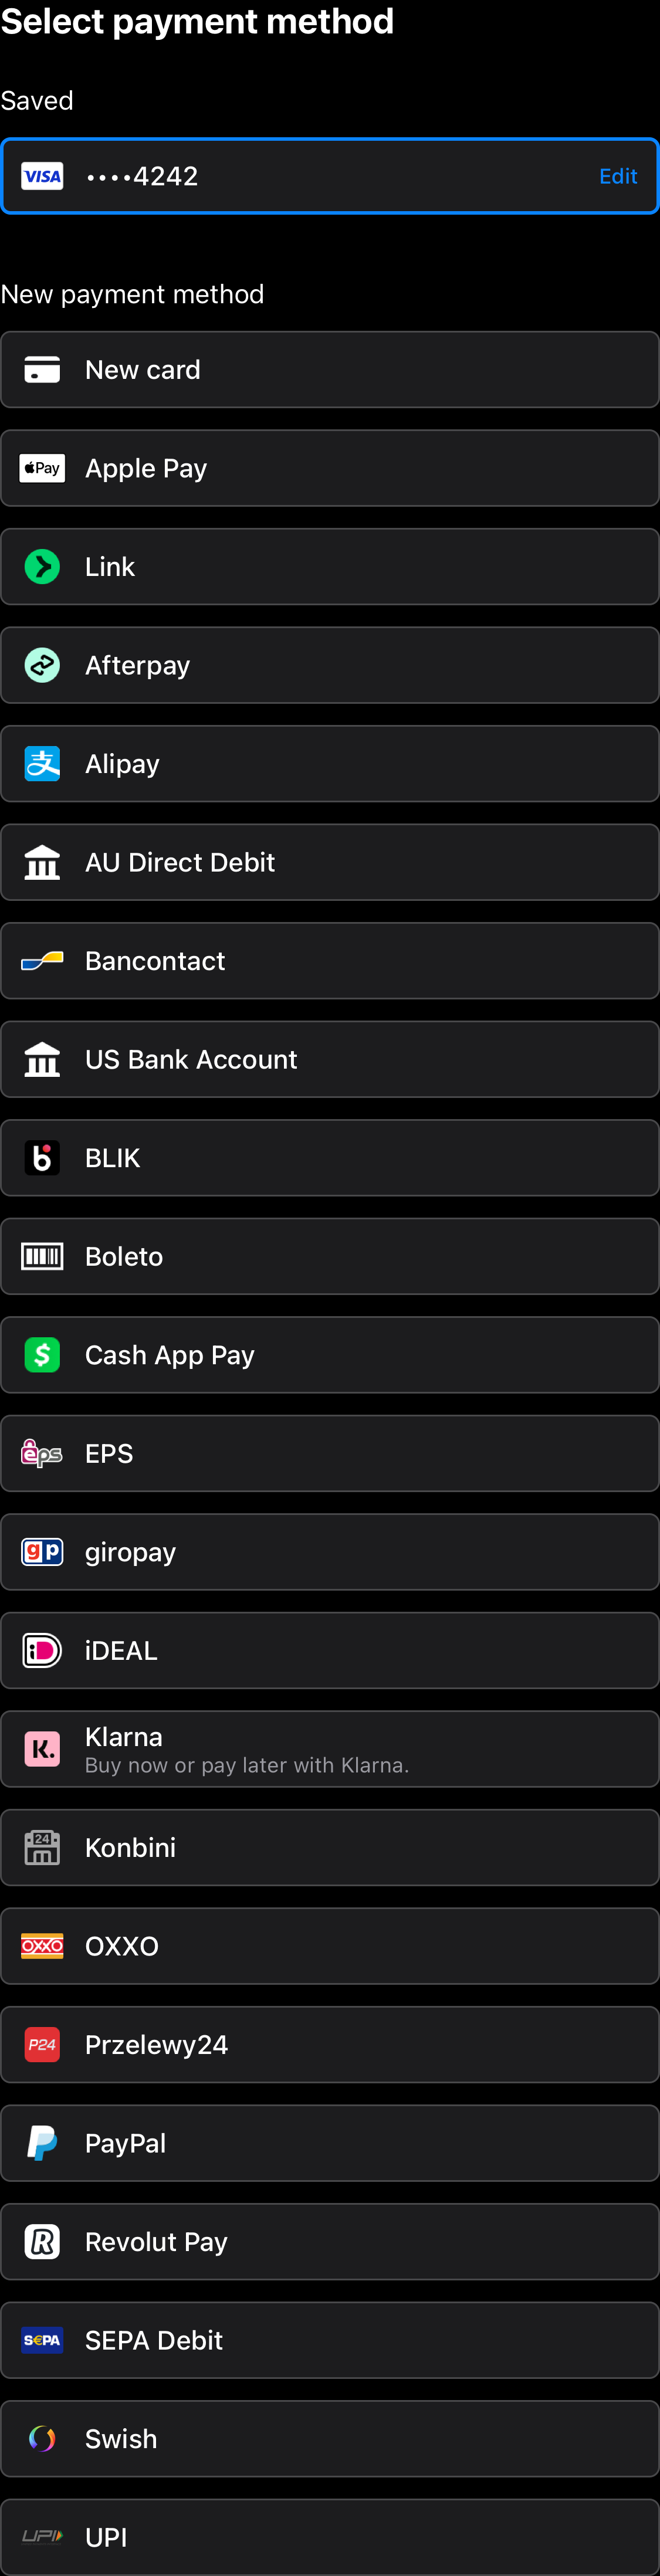 Select payment method
Saved
VISA ••••4242 Edit
New payment method
New card
Pay Apple Pay
Link
Afterpay
支 Alipay
AU Direct Debit
Bancontact
US Bank Account
b BLIK
Boleto
$ Cash App Pay
eps EPS
gp giropay
iD iDEAL
K. Klarna
Buy now or pay later with Klarna.
24 Konbini
OXXO OXXO
P24 Przelewy24
P PayPal
R Revolut Pay
S€PA SEPA Debit
Swish
UPI UPI